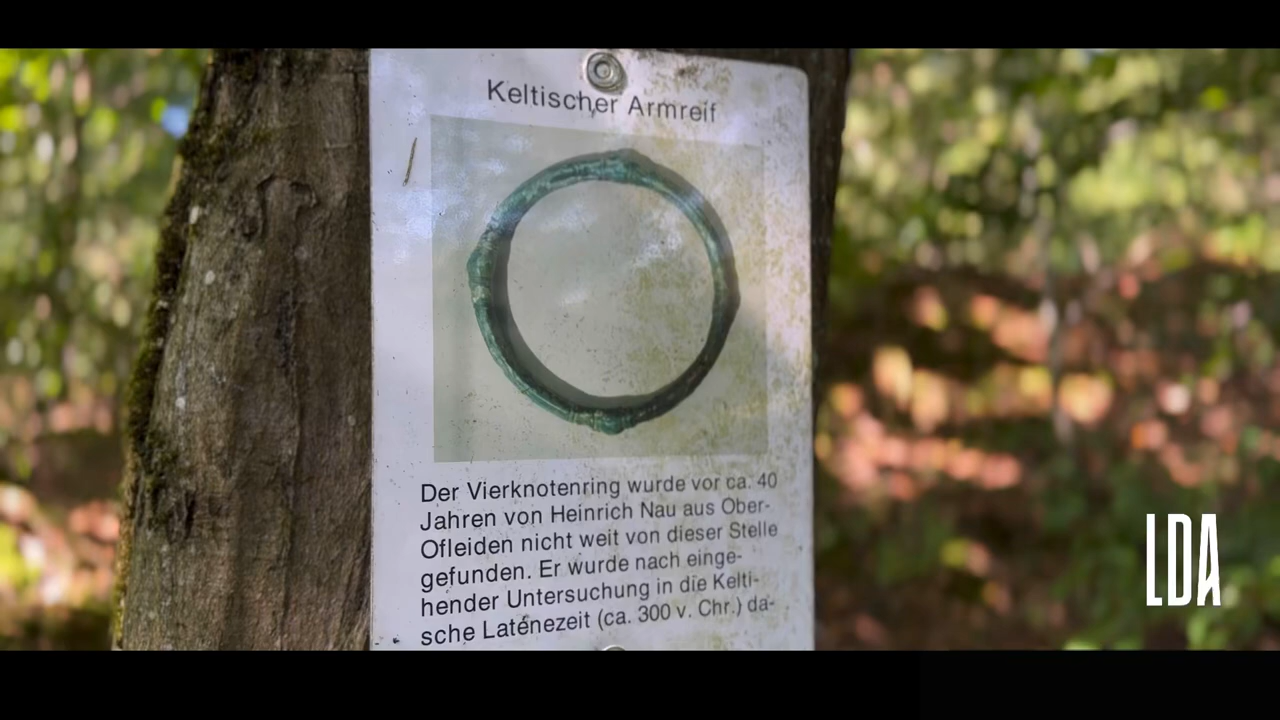 Keltischer Armreif
Der Vierknotenring wurde vor ca. 40
Jahren von Heinrich Nau aus Ober-
Ofleiden nicht weit von dieser Stelle
gefunden. Er wurde nach einge-
hender Untersuchung in die Kelti-
sche Laténezeit (ca. 300 v. Chr.) da-
LDA